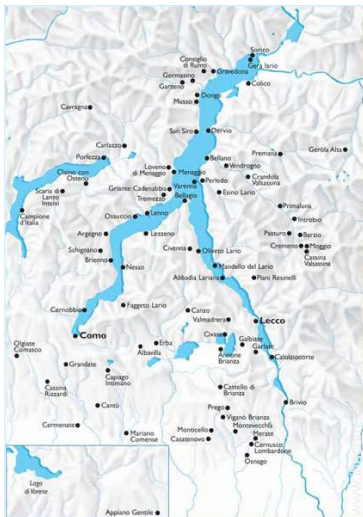 Sorico
Gera lario
Consiglio
di Rumo
Gravedona
Germasino
Garzeno
Colico
Dongo
Musso
Cavragna
San Siro
Dervio
Carlazzo
Porlezza
Bellano
Premana
Gerola Alta
Vendrogno
Loveno
di Menaggio
Menaggio
Crandola
Valsassina
Claino con
Osteno
Perledo
Varenna
Griante Cadenabbia
Esino Lario
Scaria di
Lanzo
Intelvi
Tremezzo
Bellagio
Primaluna
Campione
d'Italia
Ossuccio
Lenno
Introbio
Argegno
Lezzeno
Pasturo
Barzio
Cremeno
Moggio
Schignano
Civenna
Oliveto Lario
Cassina
Valsassina
Brienno
Nesso
Mandello del Lario
Abbadia Lariana
Piani Resinelli
Cernobbio
Faggeto Lario
Canzo
Valmadrera
Lecco
Como
Civate
Galbiate
Erba
Albavilla
Garlate
Annone
Brianza
Calolziocorte
Olgiate
Comasco
Grandate
Capiago
Intimiano
Cassina
Rizzardi
Castello di
Brianza
Brivio
Cantù
Prego
Viganò Brianza
Montevecchia
Cermenate
Mariano
Comense
Monticello
Casatenovo
Merate
Cernusco
Lombardone
Osnago
Lago
di Varese
Appiano Gentile